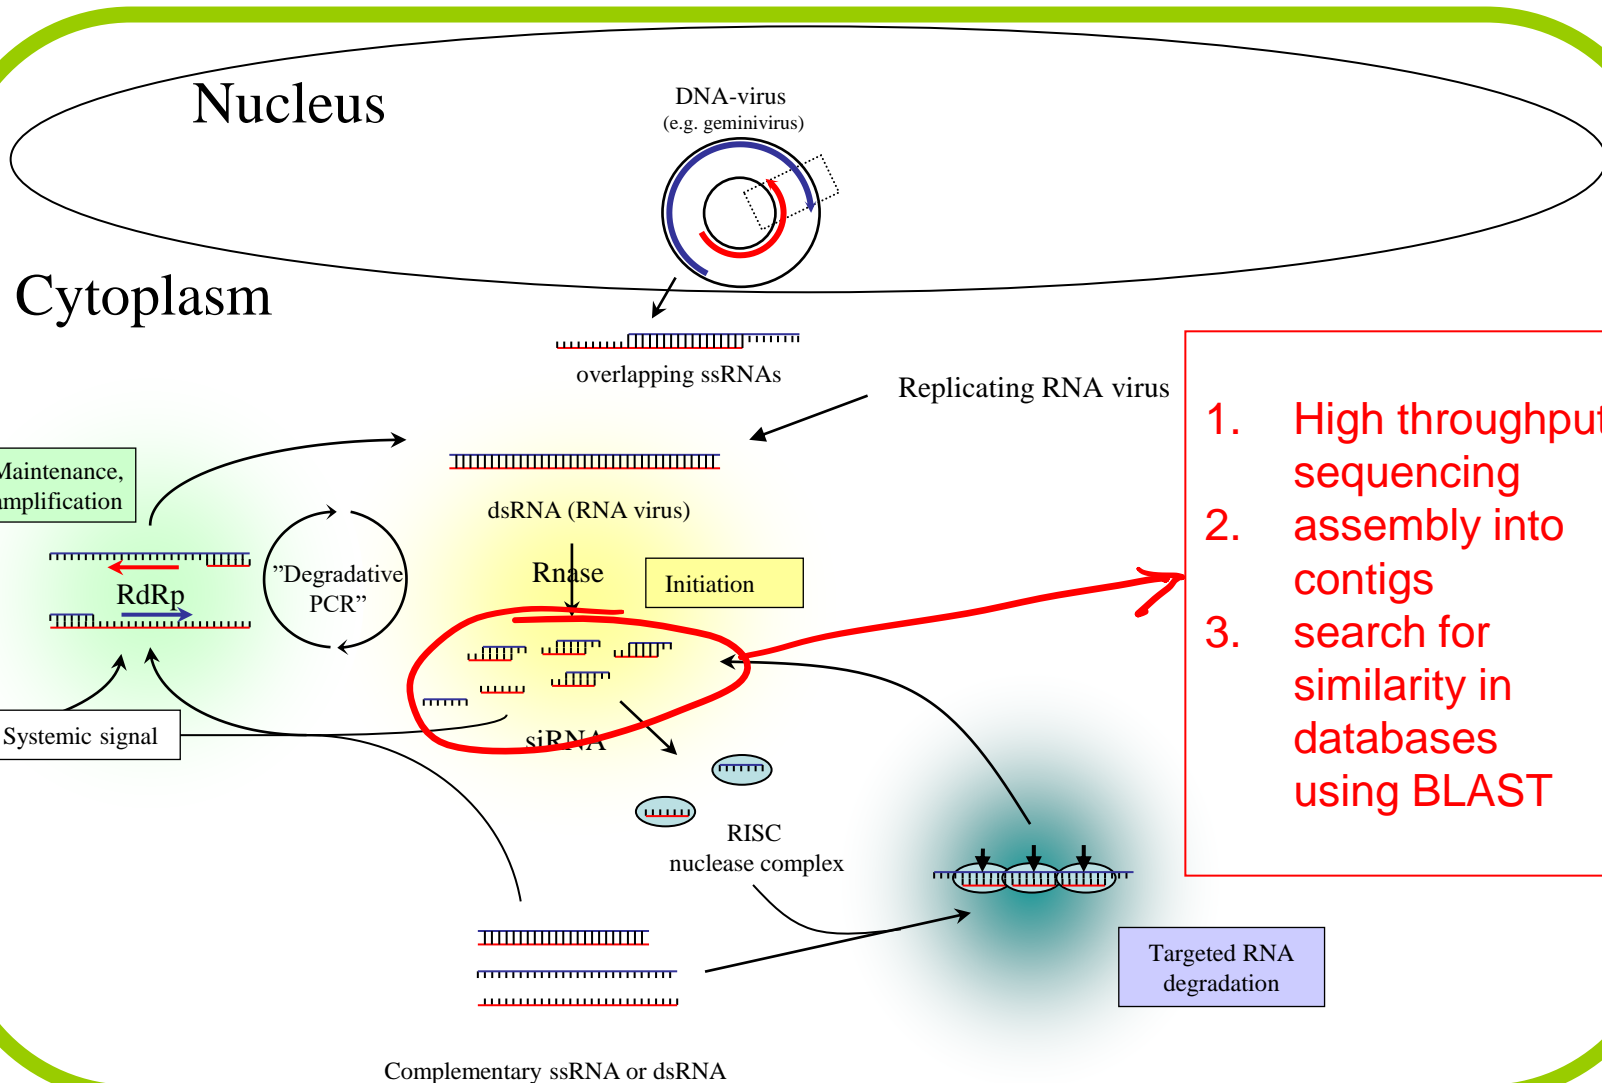 Nucleus
DNA-virus
(e.g. geminivirus)
Cytoplasm
overlapping ssRNAs
Replicating RNA virus
Maintenance,
amplification
dsRNA (RNA virus)
”Degradative
PCR”
Rnase
Initiation
RdRp
siRNA
Systemic signal
RISC
nuclease complex
Targeted RNA
degradation
Complementary ssRNA or dsRNA
1. High throughput
sequencing
2. assembly into
contigs
3. search for
similarity in
databases
using BLAST